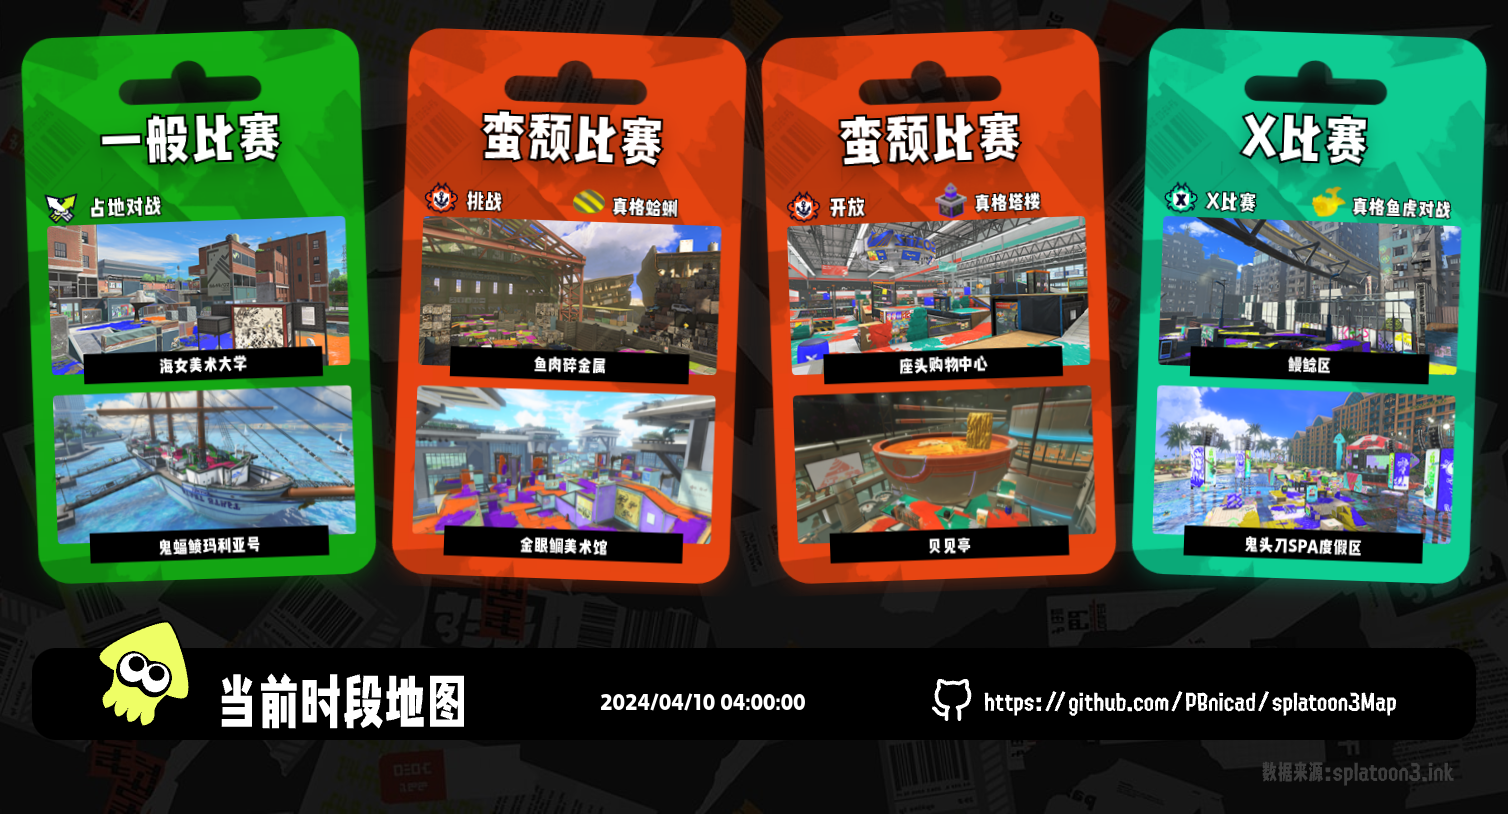 一般比赛
占地对战
海女美术大学
鬼蝠鲼玛利亚号
蛮颓比赛
挑战
真格蛤蜊
鱼肉碎金属
金眼鲷美术馆
蛮颓比赛
开放
真格塔楼
座头购物中心
贝见亭
X比赛
X比赛
真格鱼虎对战
鳗鲶区
鬼头刀SPA度假区
当前时段地图
2024/04/10 04:00:00
https://github.com/PBnicad/splatoon3Map
数据来源:splatoon3.ink